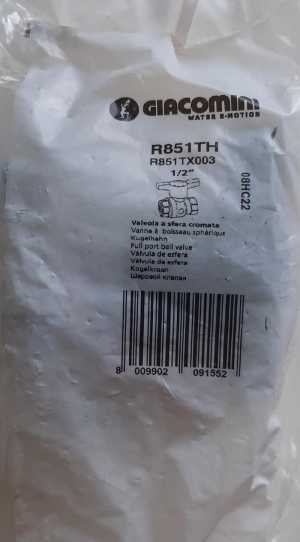 GIACOMINI
WATER E-MOTION
R851TH
R851TX003
1/2"
08HC22
Valvola a sfera cromata
Vanne à boisseau sphérique
Kugelhahn
Full port ball valve
Válvula de esfera
Válvula de esfera
Kogelkraan
Шаровой клапан
8 009902 091552